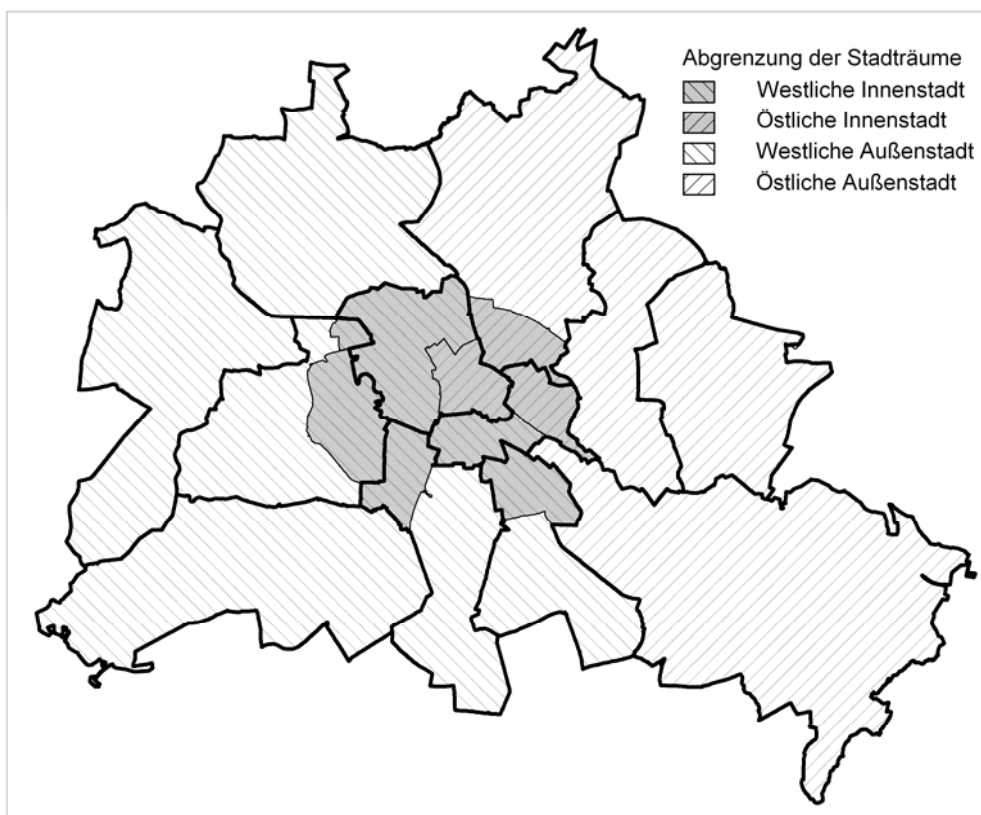 Abgrenzung der Stadträume
Westliche Innenstadt
Östliche Innenstadt
Westliche Außenstadt
Östliche Außenstadt